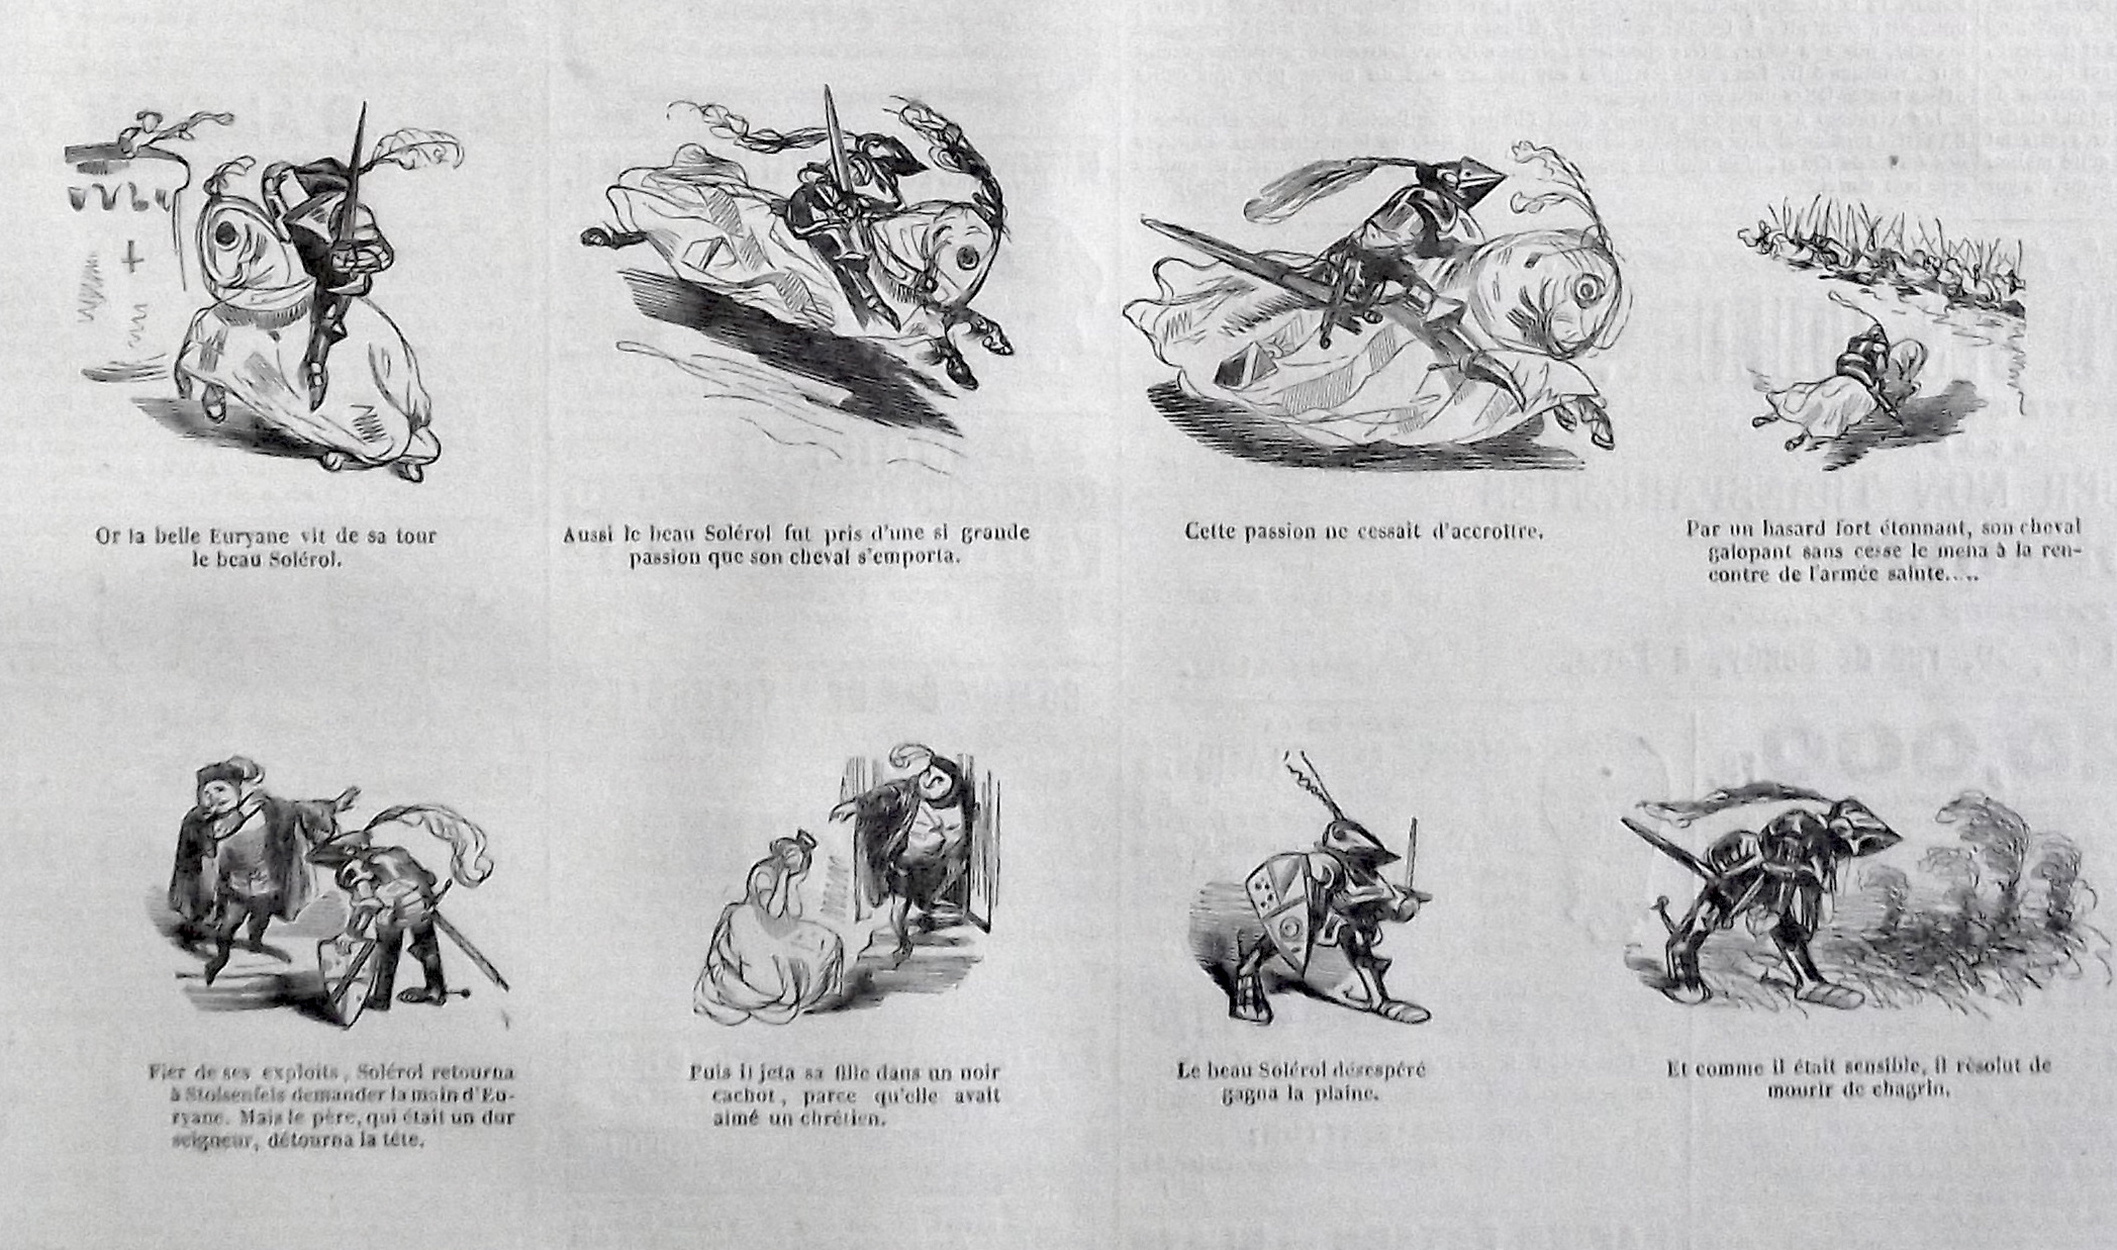 Or la belle Euryane vit de sa tour
le beau Solérol.
Aussi le beau Solérol fut pris d'une si grande
passion que son cheval s'emporta.
Cette passion ne cessait d'accroître.
Par un hasard fort étonnant, son cheval
galopant sans cesse le mena à la ren-
contre de l'armée sainte.....
Fier de ses exploits, Solérol retourna
à Stolsenfels demander la main d'Eu-
ryane. Mais le père, qui était un dur
seigneur, détourna la tête.
Puis il jeta sa fille dans un noir
cachot, parce qu'elle avait
aimé un chrétien.
Le beau Solérol désespéré
gagna la plaine.
Et comme il était sensible, il résolut de
mourir de chagrin.